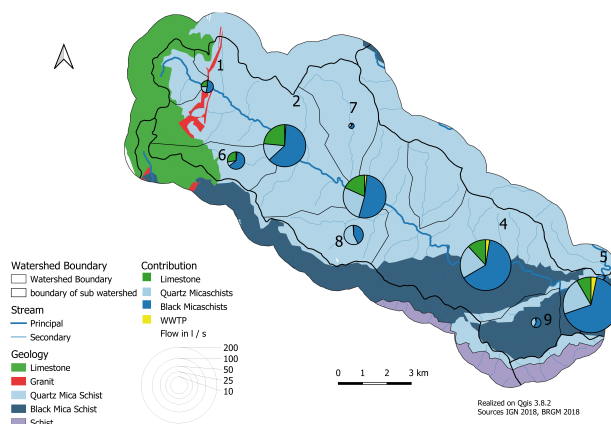 1
2
7
6
8
4
5
9
Watershed Boundary
Watershed Boundary
boundary of sub watershed
Stream
Principal
Secondary
Geology
Limestone
Granit
Quartz Mica Schist
Black Mica Schist
Schist
Contribution
Limestone
Quartz Micaschists
Black Micaschists
WWTP
Flow in l / s
200
100
50
25
10
0 1 2 3 km
Realized on Qgis 3.8.2
Sources IGN 2018, BRGM 2018